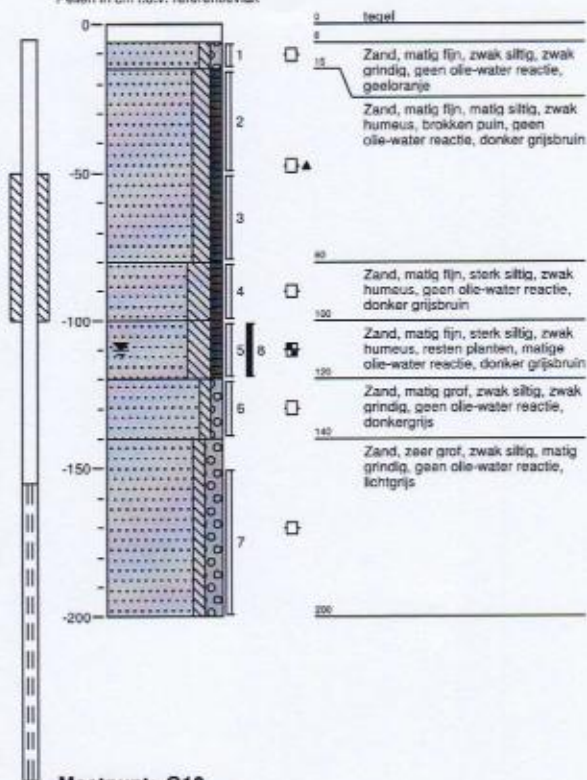 0 tegel
0
6
1
Zand, matig fijn, zwak siltig, zwak
grindig, geen olie-water reactie,
geeloranje
15
2
Zand, matig fijn, matig siltig, zwak
humeus, brokken puin, geen
olie-water reactie, donker grijsbruin
-50
3
80
4
Zand, matig fijn, sterk siltig, zwak
humeus, geen olie-water reactie,
donker grijsbruin
-100
100
5 8
Zand, matig fijn, sterk siltig, zwak
humeus, resten planten, matige
olie-water reactie, donker grijsbruin
120
6
Zand, matig grof, zwak siltig, zwak
grindig, geen olie-water reactie,
donkergrijs
140
-150
Zand, zeer grof, zwak siltig, matig
grindig, geen olie-water reactie,
lichtgrijs
7
-200
200